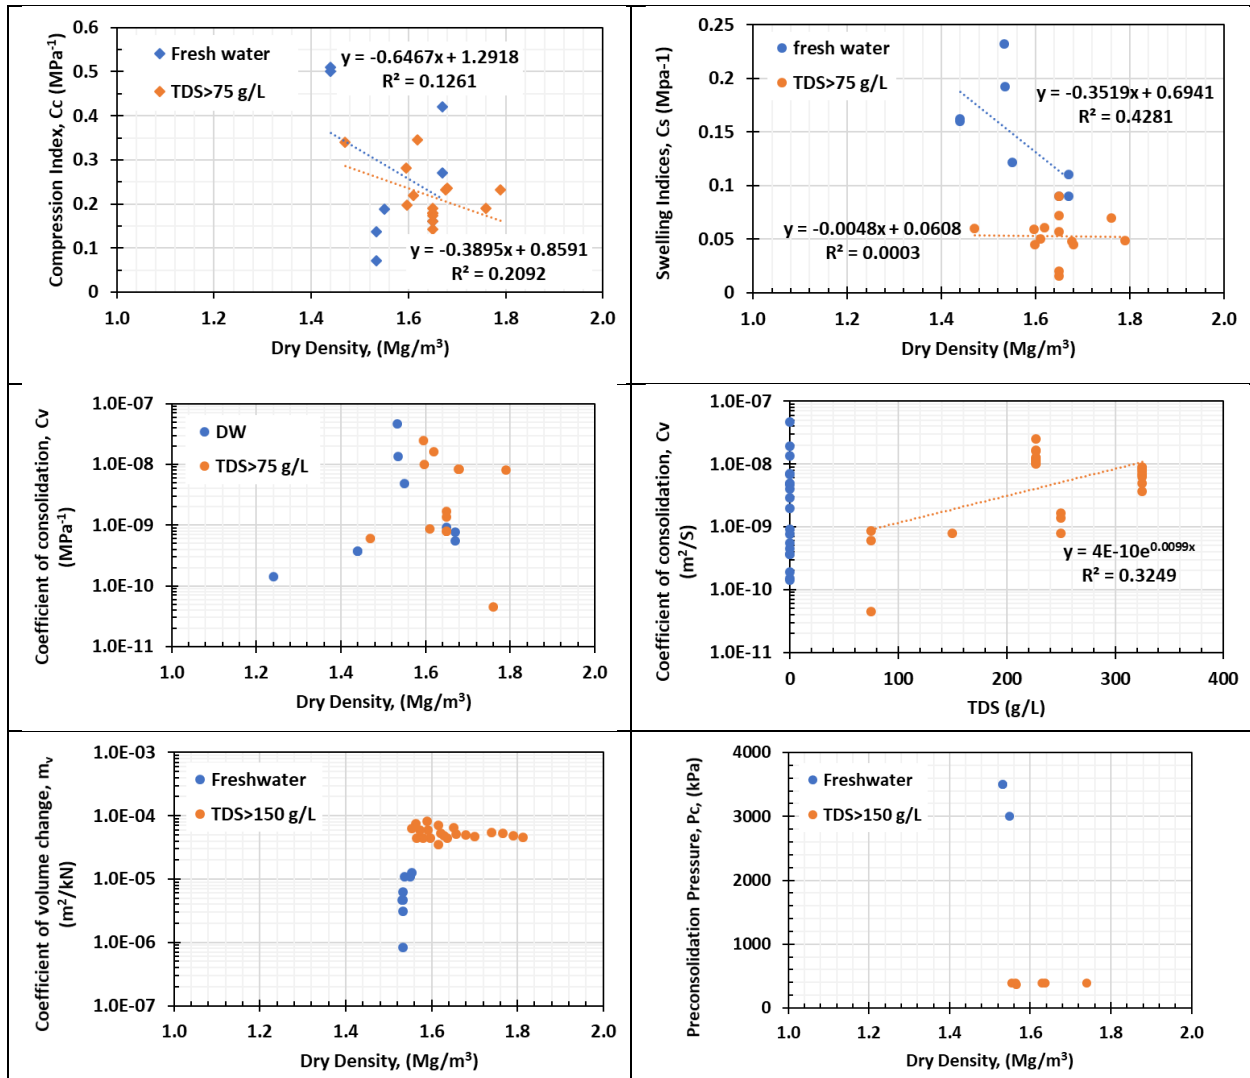 Compression Index, Cc (MPa⁻¹)
0.6
0.5
0.4
0.3
0.2
0.1
0
Fresh water
TDS>75 g/L
y = -0.6467x + 1.2918
R² = 0.1261
y = -0.3895x + 0.8591
R² = 0.2092
1.0 1.2 1.4 1.6 1.8 2.0
Dry Density, (Mg/m³)
Swelling Indices, Cs (Mpa-1)
0.25
0.2
0.15
0.1
0.05
0
fresh water
TDS>75 g/L
y = -0.3519x + 0.6941
R² = 0.4281
y = -0.0048x + 0.0608
R² = 0.0003
1.0 1.2 1.4 1.6 1.8 2.0
Dry Density (Mg/m³)
Coefficient of consolidation, Cv
(MPa⁻¹)
1.0E-07
1.0E-08
1.0E-09
1.0E-10
1.0E-11
DW
TDS>75 g/L
1.0 1.2 1.4 1.6 1.8 2.0
Dry Density, (Mg/m³)
Coefficient of consolidation, Cv
(m²/S)
1.0E-07
1.0E-08
1.0E-09
1.0E-10
1.0E-11
y = 4E-10e^0.0099x
R² = 0.3249
0 100 200 300 400
TDS (g/L)
Coefficient of volume change, mᵥ
(m²/kN)
1.0E-03
1.0E-04
1.0E-05
1.0E-06
1.0E-07
Freshwater
TDS>150 g/L
1.0 1.2 1.4 1.6 1.8 2.0
Dry Density, (Mg/m³)
Preconsolidation Pressure, Pc, (kPa)
4000
3200
2400
1600
800
0
Freshwater
TDS>150 g/L
1.0 1.2 1.4 1.6 1.8 2.0
Dry Density, (Mg/m³)